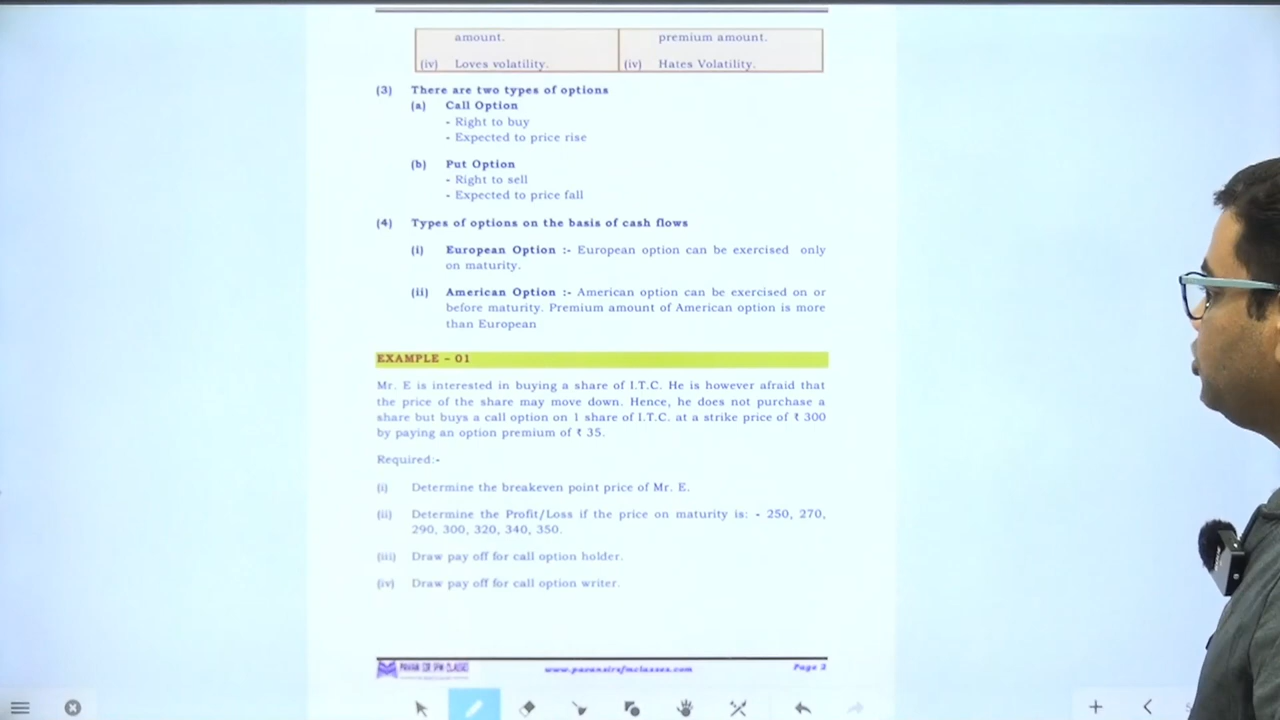 amount. premium amount.
(iv) Loves volatility. (iv) Hates Volatility.
(3) There are two types of options
(a) Call Option
- Right to buy
- Expected to price rise
(b) Put Option
- Right to sell
- Expected to price fall
(4) Types of options on the basis of cash flows
(i) European Option :- European option can be exercised only
on maturity.
(ii) American Option :- American option can be exercised on or
before maturity. Premium amount of American option is more
than European
EXAMPLE – 01
Mr. E is interested in buying a share of I.T.C. He is however afraid that
the price of the share may move down. Hence, he does not purchase a
share but buys a call option on 1 share of I.T.C. at a strike price of ₹ 300
by paying an option premium of ₹ 35.
Required:-
(i) Determine the breakeven point price of Mr. E.
(ii) Determine the Profit/Loss if the price on maturity is: - 250, 270,
290, 300, 320, 340, 350.
(iii) Draw pay off for call option holder.
(iv) Draw pay off for call option writer.
PAVAN SIR SFM CLASSES www.pavansirsfmclasses.com Page 2